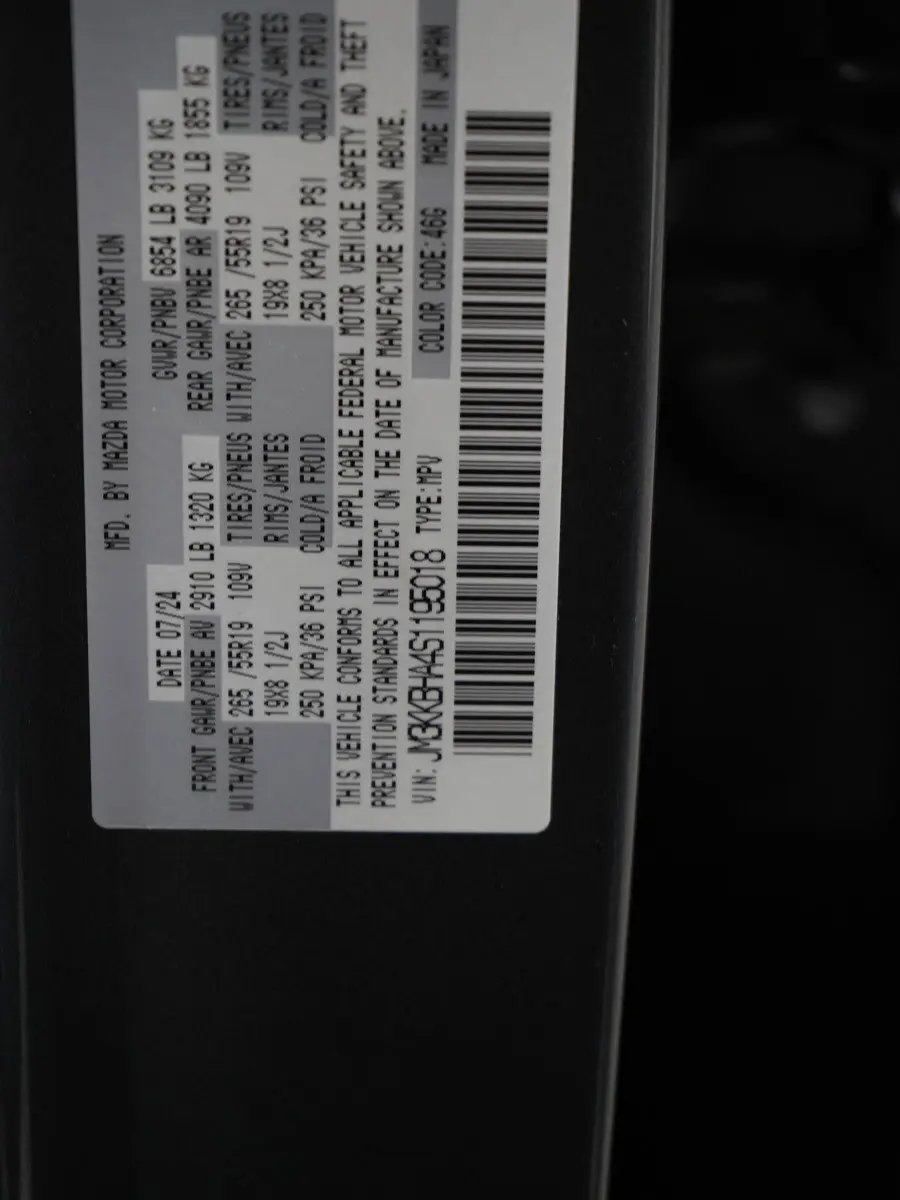 MFD. BY MAZDA MOTOR CORPORATION
DATE 07/24 GVWR/PNBV 6854 LB 3109 KG
FRONT GAWR/PNBE AV 2910 LB 1320 KG REAR GAWR/PNBE AR 4090 LB 1855 KG
WITH/AVEC 265 /55R19 109V TIRES/PNEUS WITH/AVEC 265 /55R19 109V TIRES/PNEUS
19X8 1/2J RIMS/JANTES 19X8 1/2J RIMS/JANTES
250 KPA/36 PSI COLD/A FROID 250 KPA/36 PSI COLD/A FROID
THIS VEHICLE CONFORMS TO ALL APPLICABLE FEDERAL MOTOR VEHICLE SAFETY AND THEFT
PREVENTION STANDARDS IN EFFECT ON THE DATE OF MANUFACTURE SHOWN ABOVE.
VIN: JM3KKBHA4S1195018 TYPE:MPV COLOR CODE:46G MADE IN JAPAN